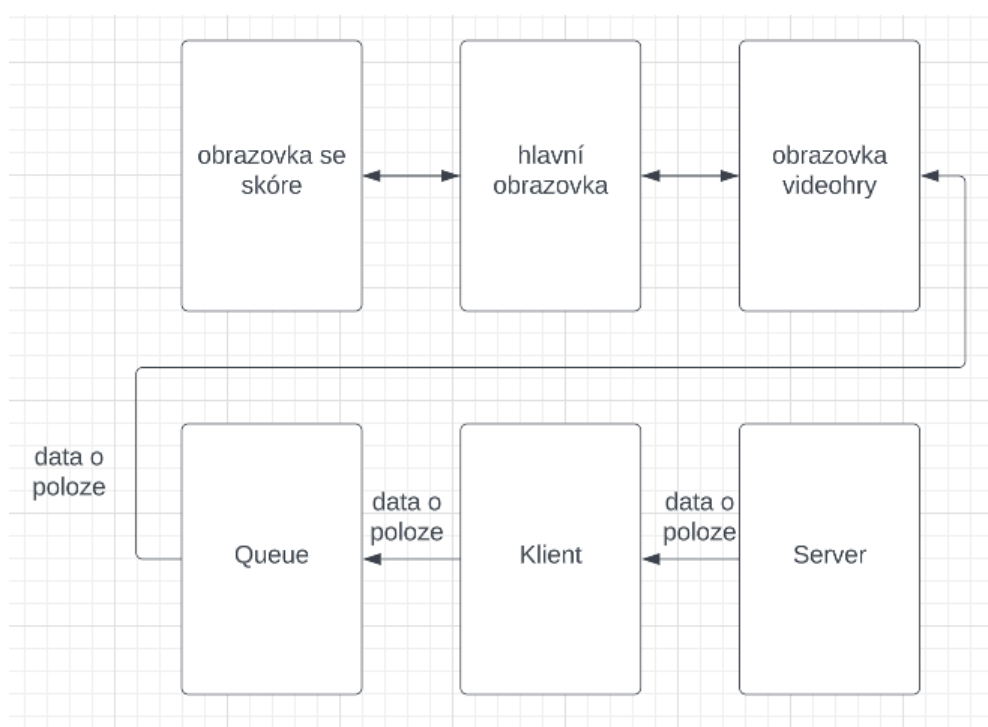 obrazovka se
skóre
hlavní
obrazovka
obrazovka
videohry
data o
poloze
Queue
data o
poloze
Klient
data o
poloze
Server